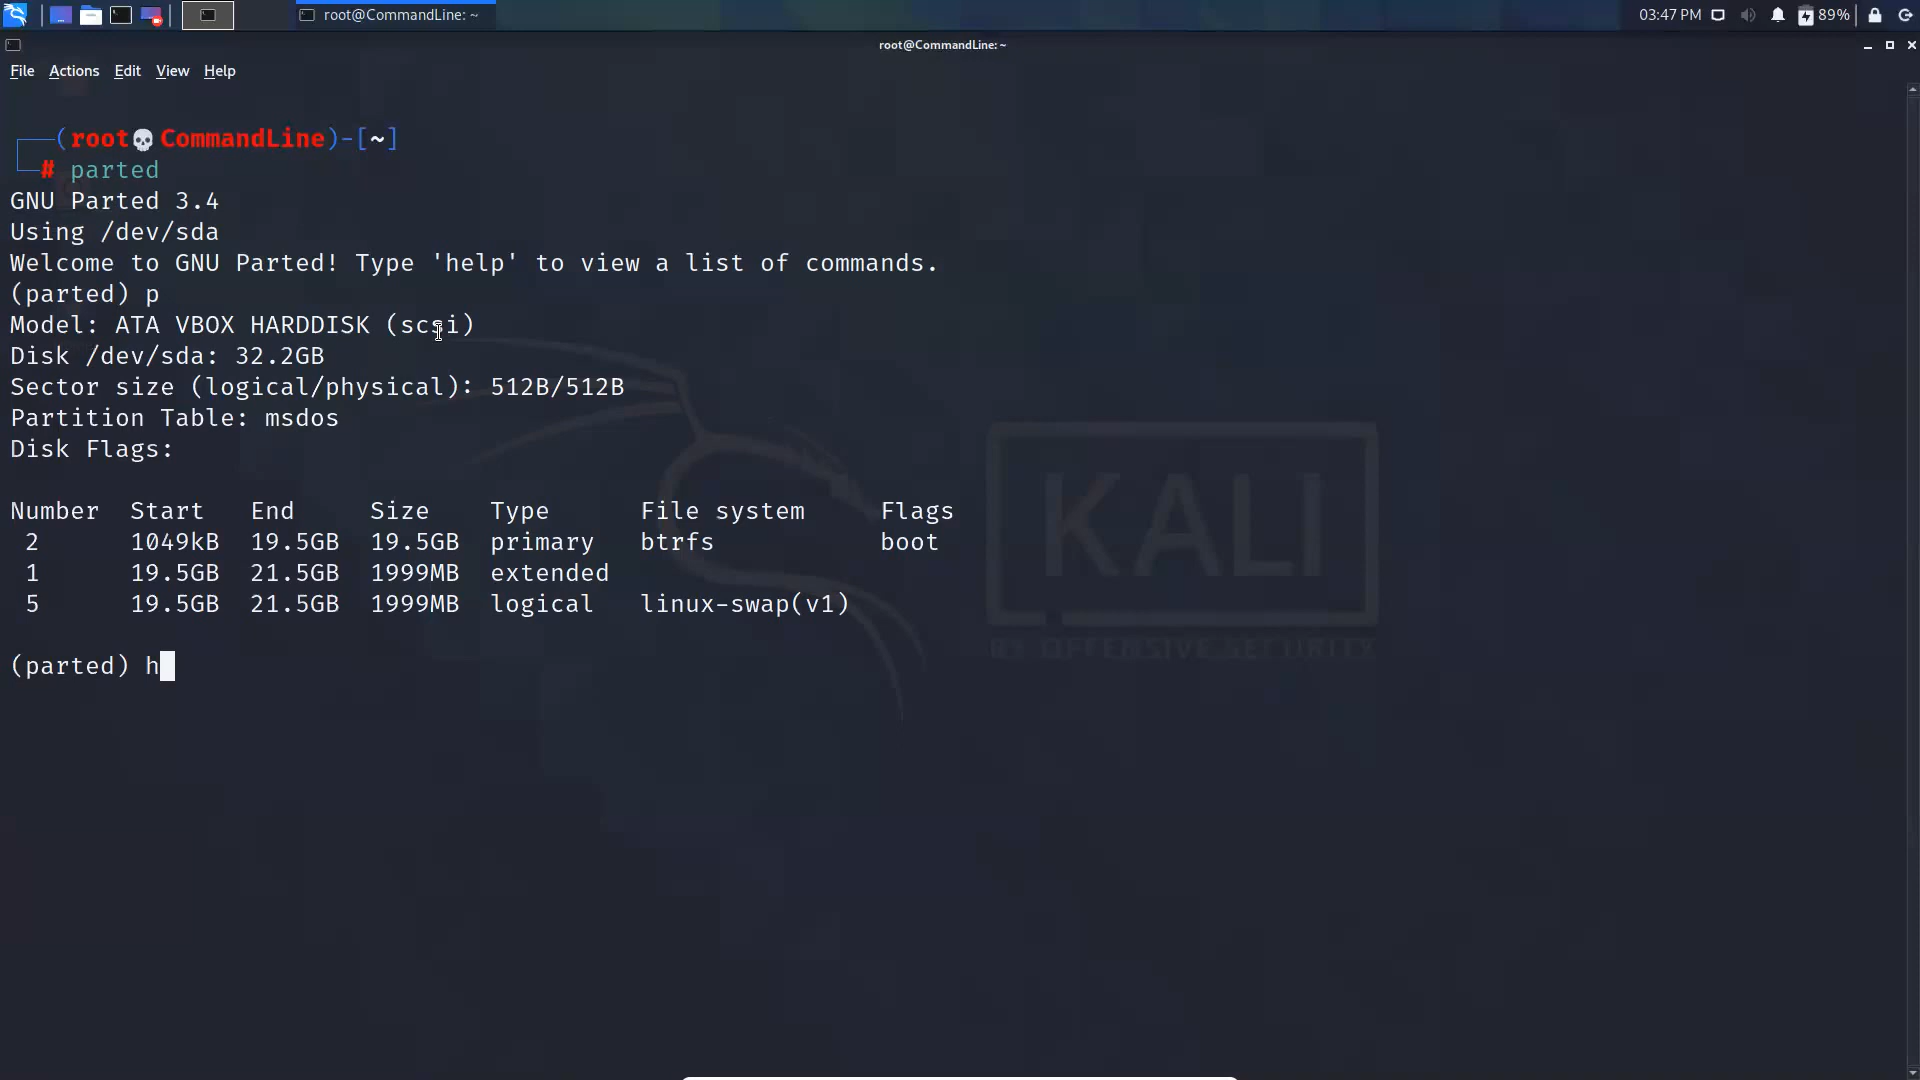 root@CommandLine: ~
03:47 PM
89%
root@CommandLine: ~
File Actions Edit View Help
┌──(root💀CommandLine)-[~]
└─# parted
GNU Parted 3.4
Using /dev/sda
Welcome to GNU Parted! Type 'help' to view a list of commands.
(parted) p
Model: ATA VBOX HARDDISK (scsi)
Disk /dev/sda: 32.2GB
Sector size (logical/physical): 512B/512B
Partition Table: msdos
Disk Flags:
Number Start End Size Type File system Flags
2 1049kB 19.5GB 19.5GB primary btrfs boot
1 19.5GB 21.5GB 1999MB extended
5 19.5GB 21.5GB 1999MB logical linux-swap(v1)
(parted) h
KALI
BY OFFENSIVE SECURITY